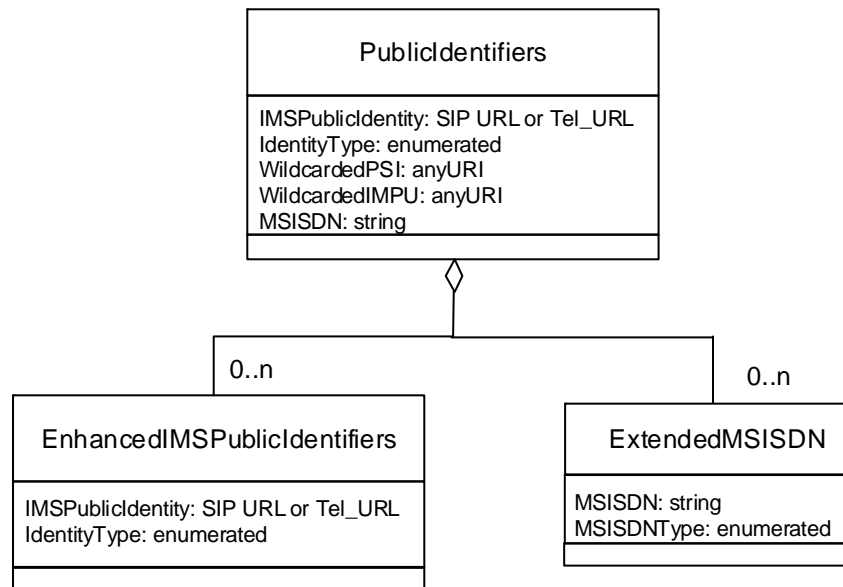 PublicIdentifiers
IMSPublicIdentity: SIP URL or Tel_URL
IdentityType: enumerated
WildcardedPSI: anyURI
WildcardedIMPU: anyURI
MSISDN: string
0..n
0..n
EnhancedIMSPublicIdentifiers
IMSPublicIdentity: SIP URL or Tel_URL
IdentityType: enumerated
ExtendedMSISDN
MSISDN: string
MSISDNType: enumerated